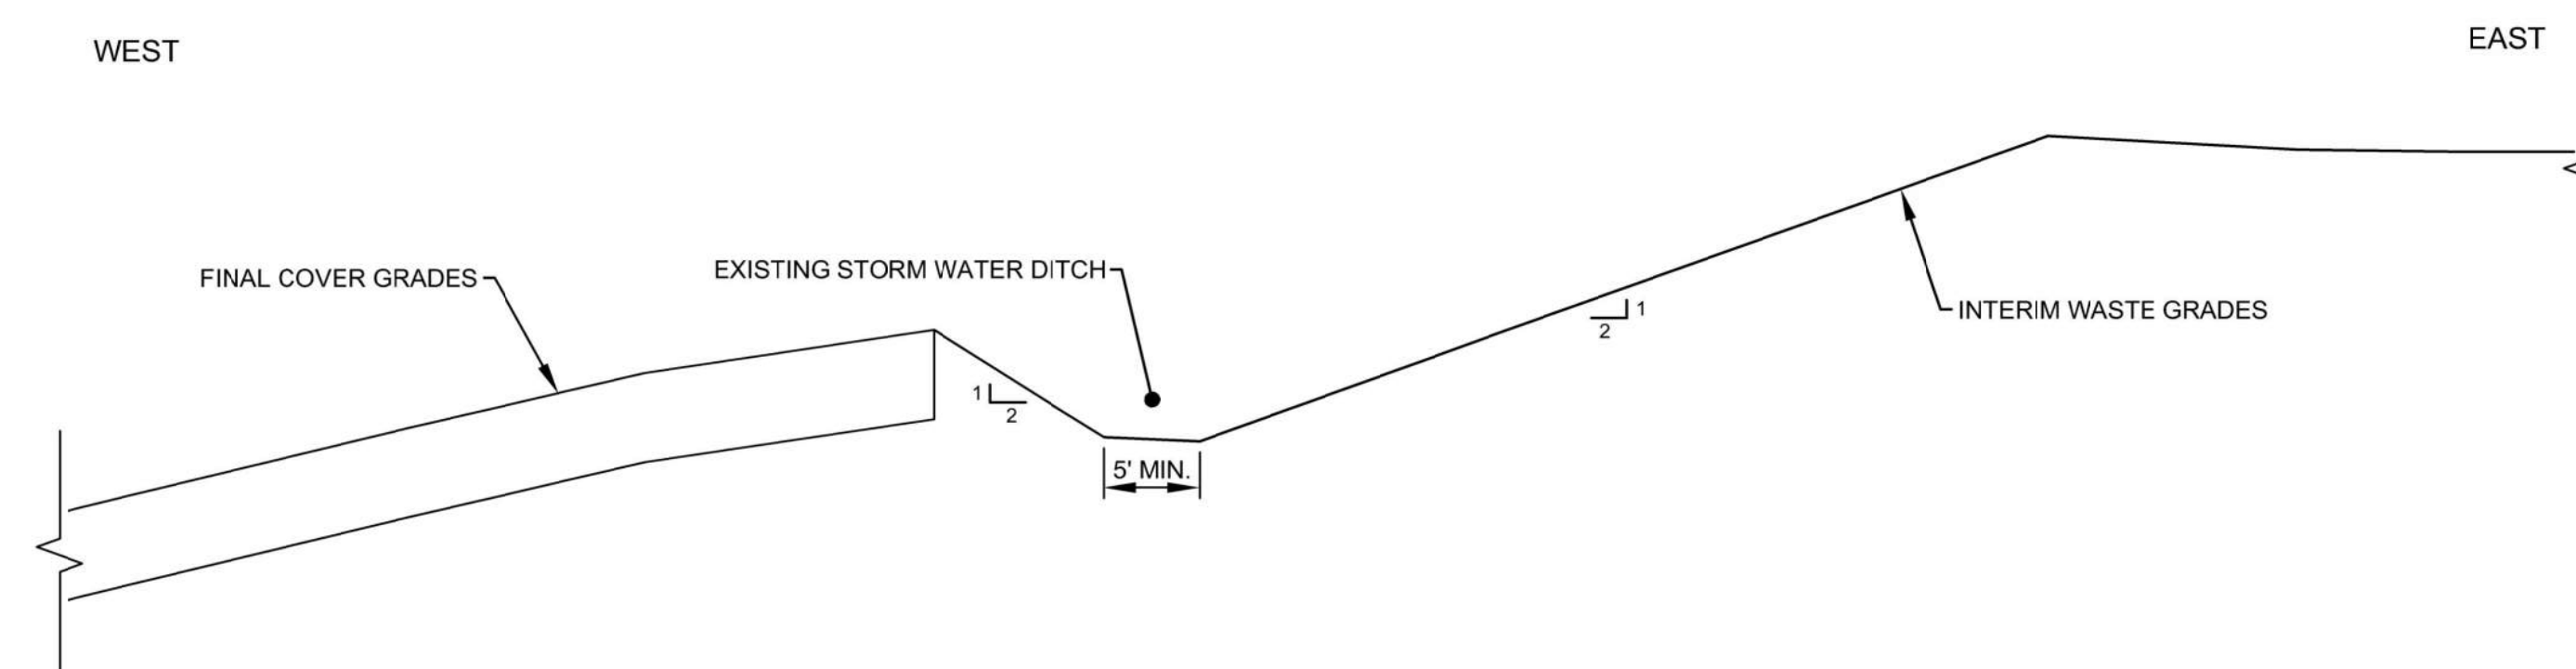 WEST
EAST
FINAL COVER GRADES
EXISTING STORM WATER DITCH
INTERIM WASTE GRADES
1
2
1
2
5' MIN.